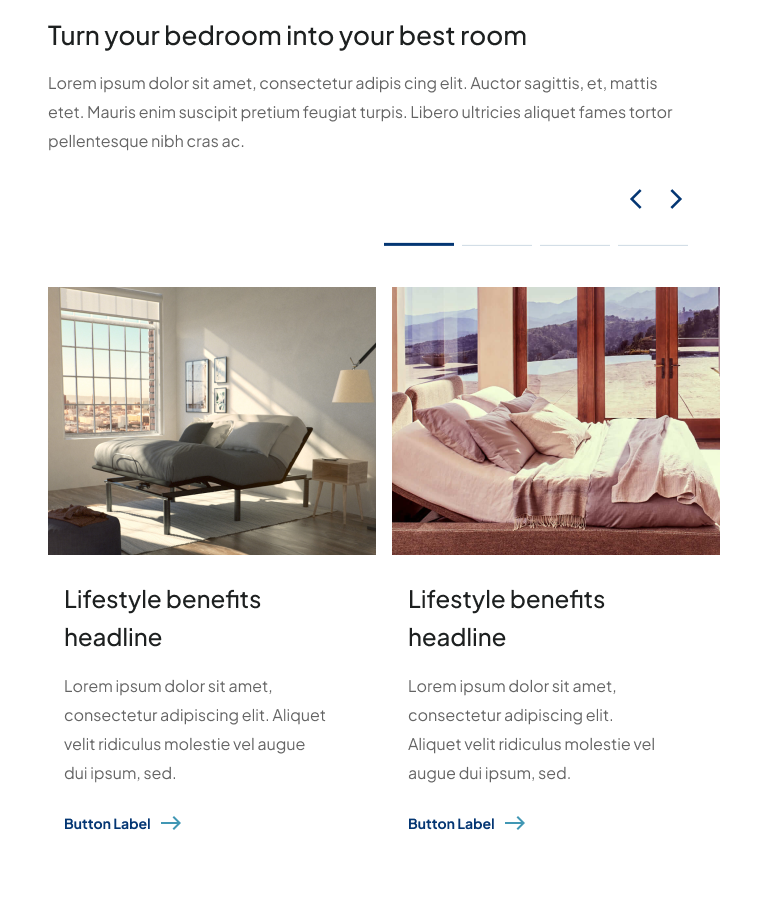 Turn your bedroom into your best room
Lorem ipsum dolor sit amet, consectetur adipis cing elit. Auctor sagittis, et, mattis
etet. Mauris enim suscipit pretium feugiat turpis. Libero ultricies aliquet fames tortor
pellentesque nibh cras ac.
Lifestyle benefits
headline
Lorem ipsum dolor sit amet,
consectetur adipiscing elit. Aliquet
velit ridiculus molestie vel augue
dui ipsum, sed.
Button Label
Lifestyle benefits
headline
Lorem ipsum dolor sit amet,
consectetur adipiscing elit.
Aliquet velit ridiculus molestie vel
augue dui ipsum, sed.
Button Label